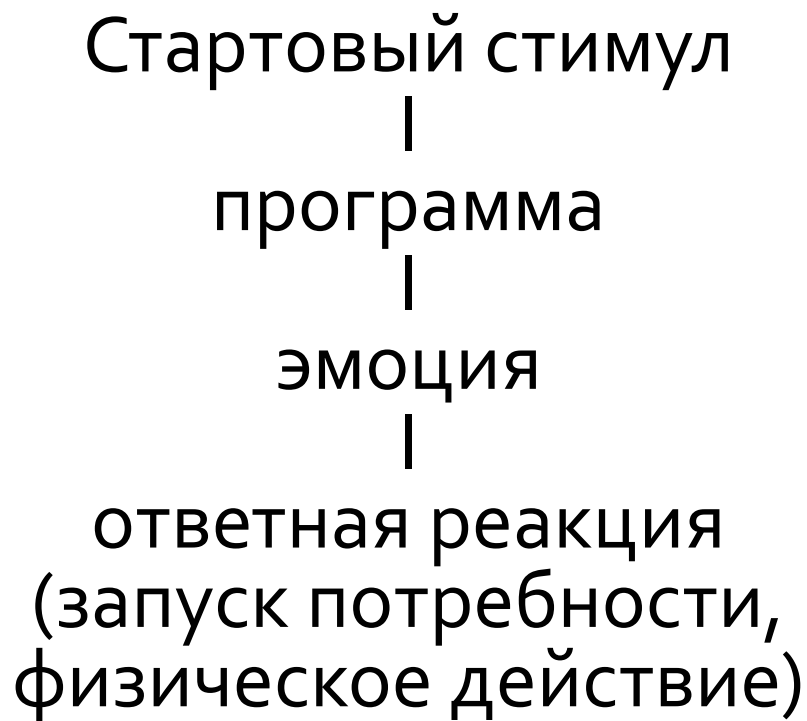 Стартовый стимул
программа
эмоция
ответная реакция
(запуск потребности,
физическое действие)